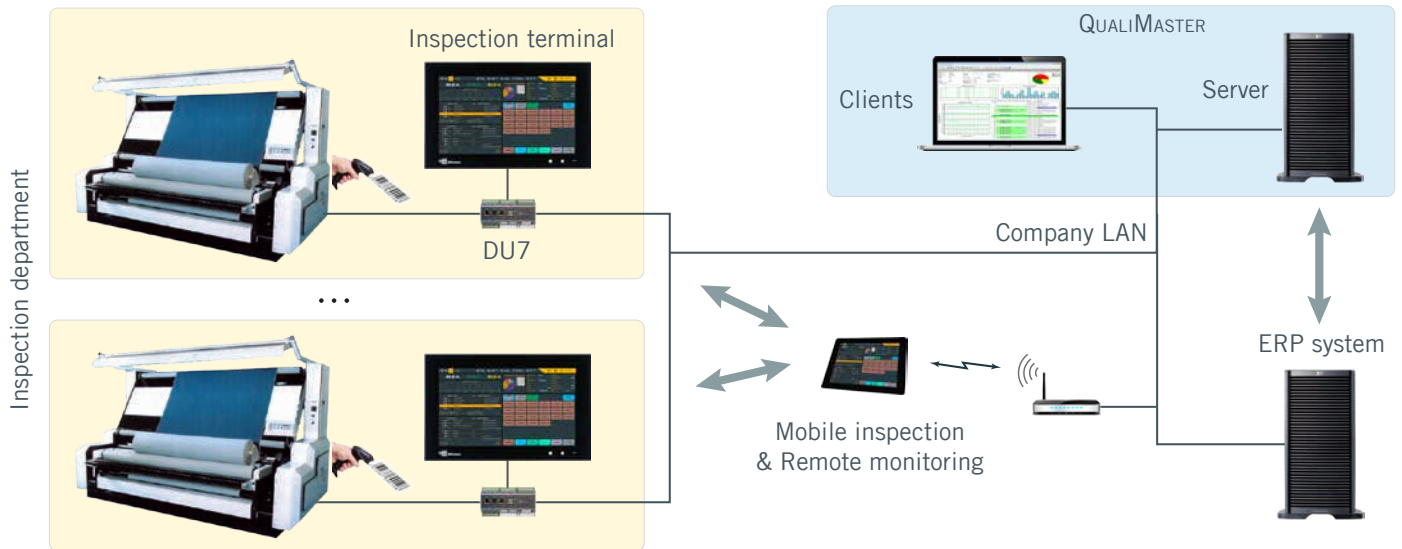 Inspection department
Inspection terminal
DU7
...
QUALIMASTER
Clients
Server
Company LAN
ERP system
Mobile inspection
& Remote monitoring